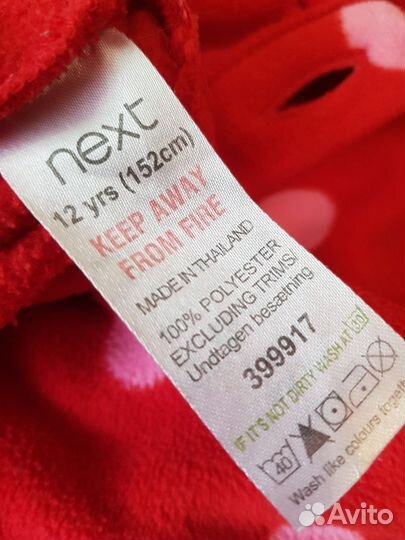 next
12 yrs (152cm)
KEEP AWAY
FROM FIRE
MADE IN THAILAND
100% POLYESTER
EXCLUDING TRIMS/
Undtagen besætning
399917
IF IT'S NOT DIRTY WASH AT 30
40
Wash like colours together
Avito